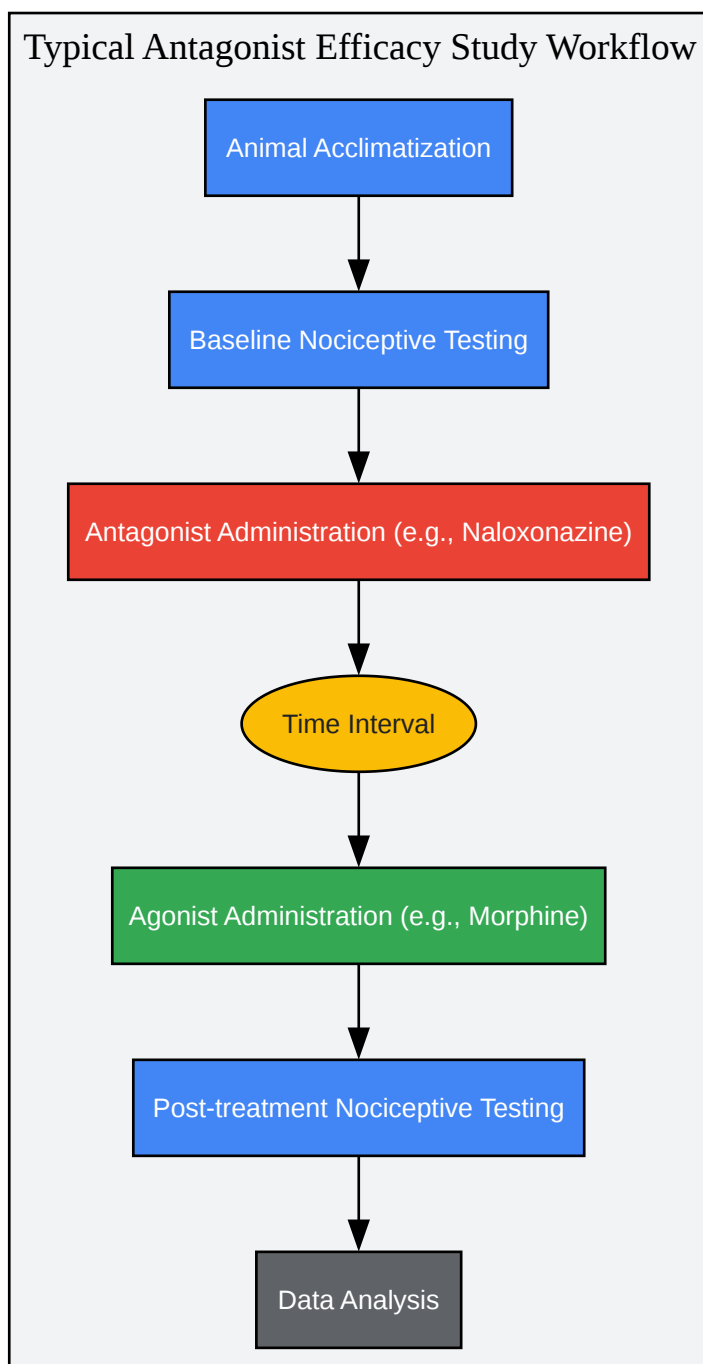 Typical Antagonist Efficacy Study Workflow
Animal Acclimatization
Baseline Nociceptive Testing
Antagonist Administration (e.g., Naloxonazine)
Time Interval
Agonist Administration (e.g., Morphine)
Post-treatment Nociceptive Testing
Data Analysis